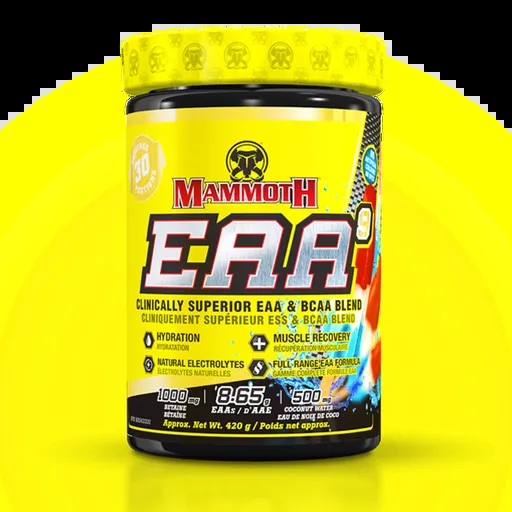 30
PORTIONS
MAMMOTH
EAA9
CLINICALLY SUPERIOR EAA & BCAA BLEND
CLINIQUEMENT SUPÉRIEUR ESS & BCAA BLEND
HYDRATION
HYDRATATION
MUSCLE RECOVERY
RÉCUPÉRATION MUSCULAIRE
NATURAL ELECTROLYTES
ÉLECTROLYTES NATURELLES
FULL RANGE EAA FORMULA
GAMME COMPLÈTE FORMULE EAA
1000 mg
BETAINE
BÉTAÏNE
8.65 g
EAAs / D'AAE
500 mg
COCONUT WATER
EAU DE NOIX DE COCO
Approx. Net Wt. 420 g / Poids net approx.